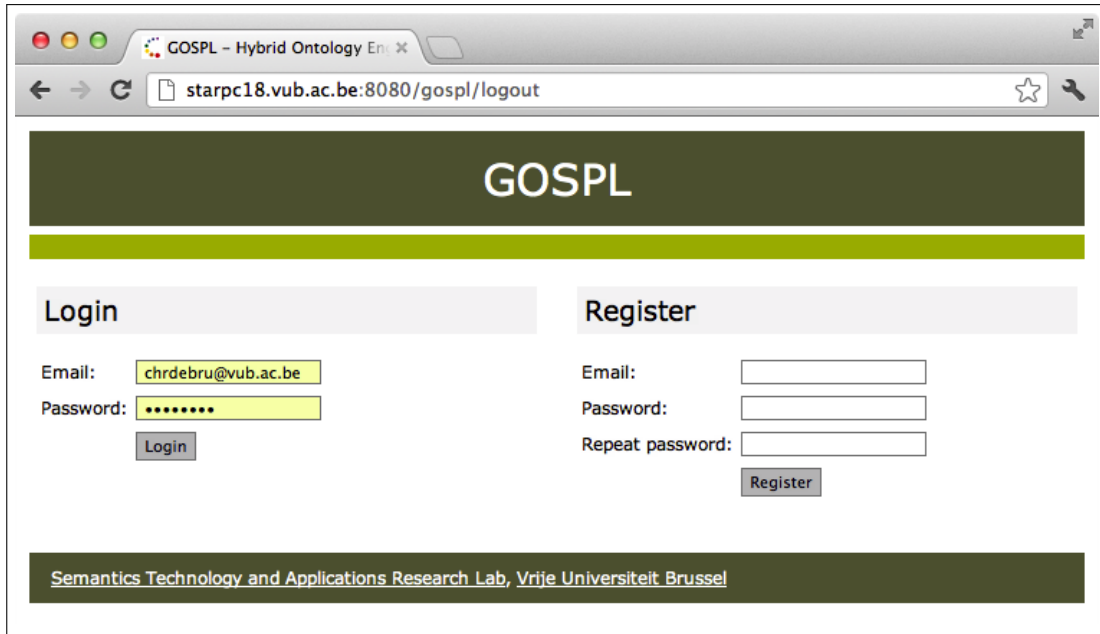 GOSPL – Hybrid Ontology En
starpc18.vub.ac.be:8080/gospl/logout
GOSPL
Login
Email: chrdebru@vub.ac.be
Password: ••••••••
Login
Register
Email:
Password:
Repeat password:
Register
Semantics Technology and Applications Research Lab, Vrije Universiteit Brussel